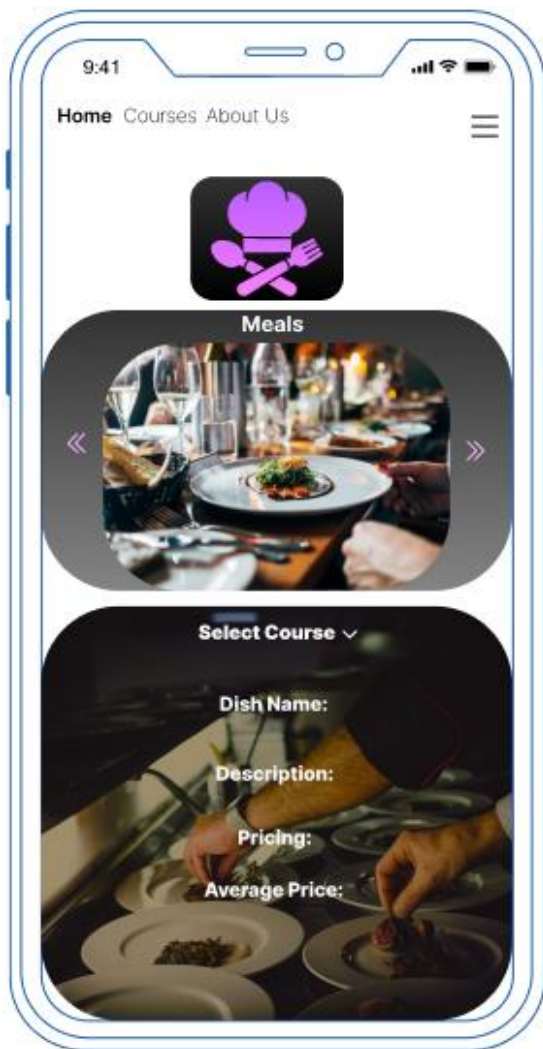 9:41
Home Courses About Us
Meals
Select Course
Dish Name:
Description:
Pricing:
Average Price: